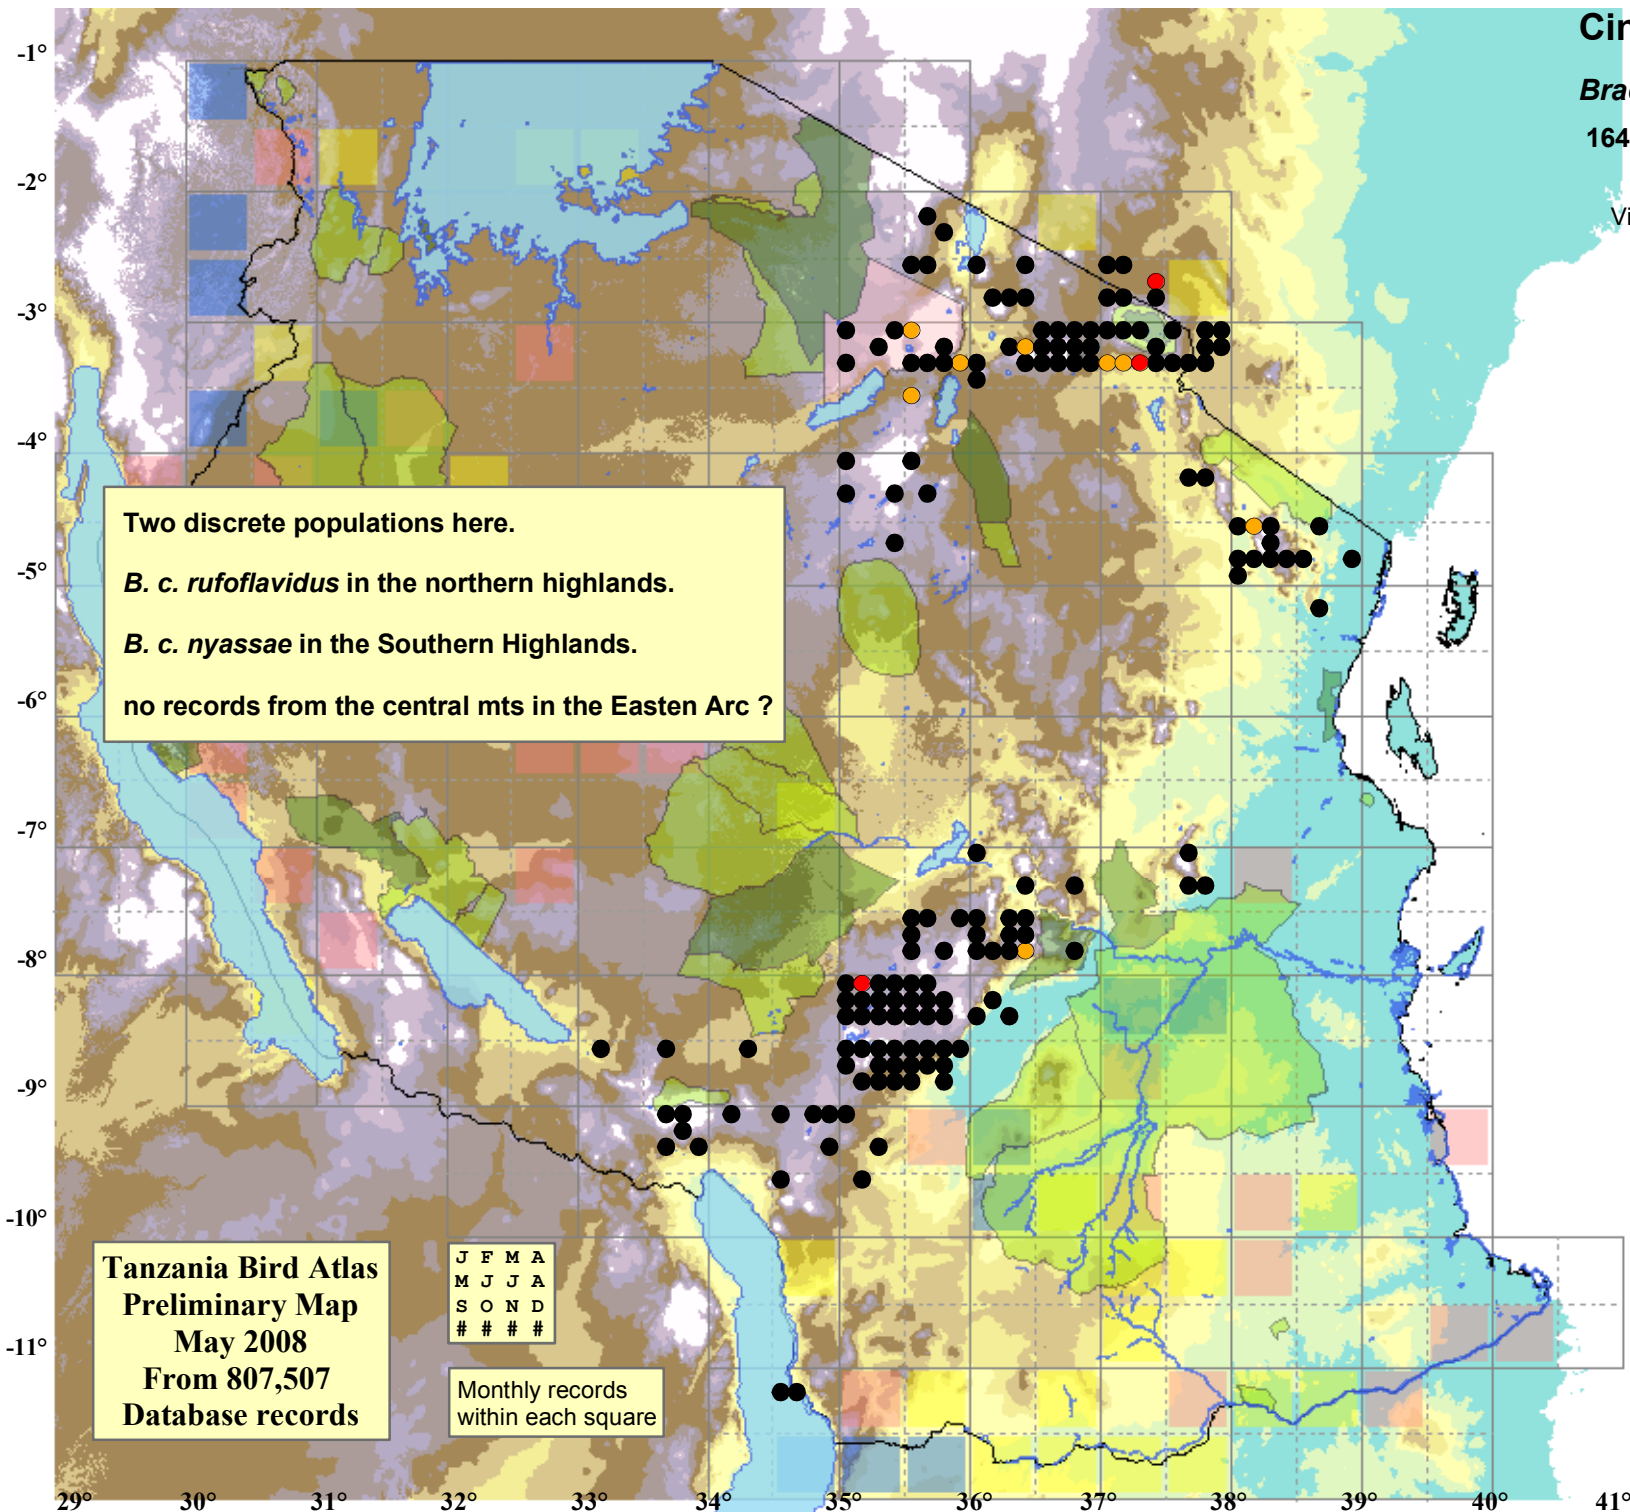 Cin
Brac
164
Vi
-1°
-2°
-3°
-4°
-5°
-6°
-7°
-8°
-9°
-10°
-11°
Two discrete populations here.
B. c. rufoflavidus in the northern highlands.
B. c. nyassae in the Southern Highlands.
no records from the central mts in the Easten Arc ?
Tanzania Bird Atlas
Preliminary Map
May 2008
From 807,507
Database records
J F M A
M J J A
S O N D
# # # #
Monthly records
within each square
29° 30° 31° 32° 33° 34° 35° 36° 37° 38° 39° 40° 41°